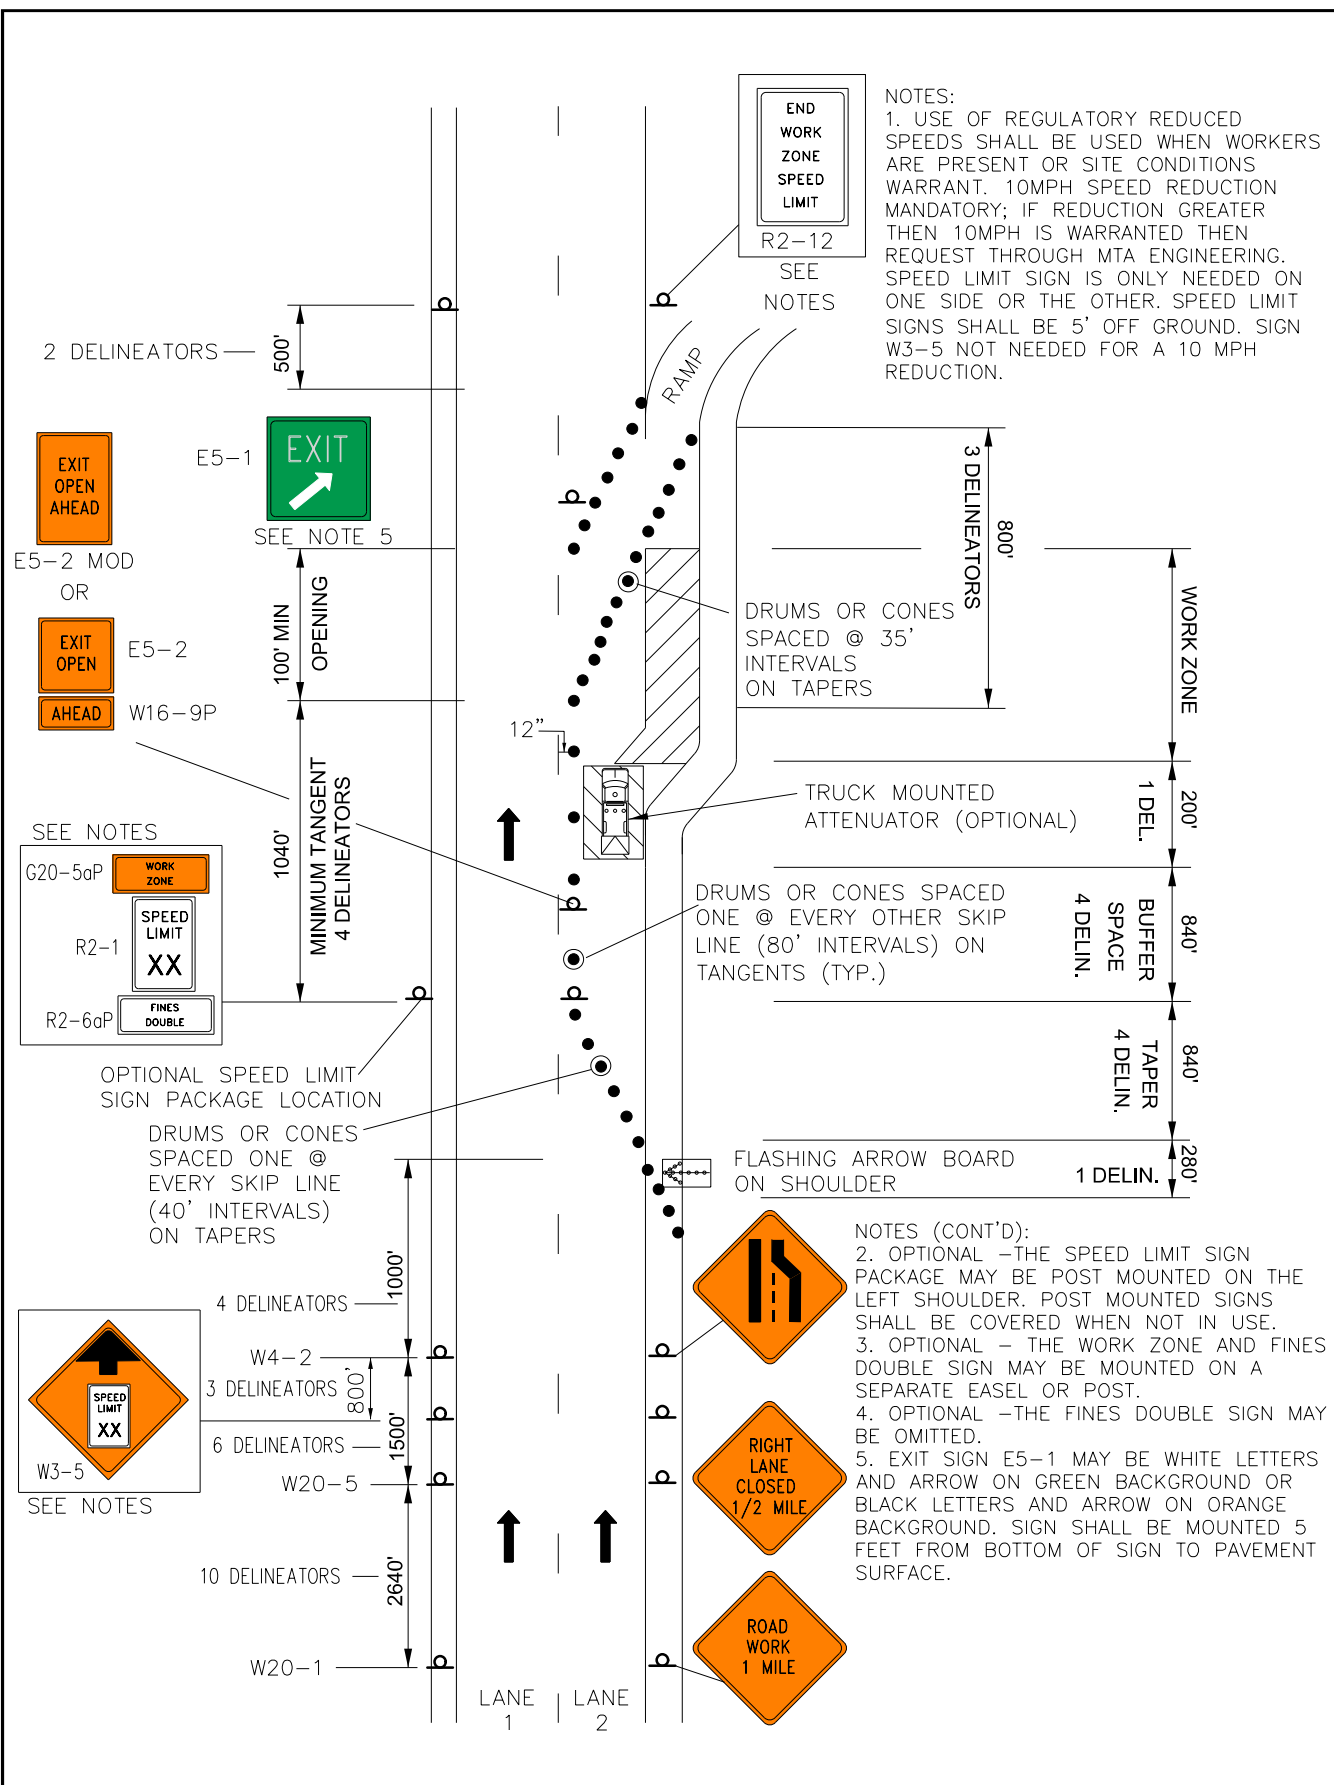 END
WORK
ZONE
SPEED
LIMIT
R2-12
SEE
NOTES
NOTES:
1. USE OF REGULATORY REDUCED
SPEEDS SHALL BE USED WHEN WORKERS
ARE PRESENT OR SITE CONDITIONS
WARRANT. 10MPH SPEED REDUCTION
MANDATORY; IF REDUCTION GREATER
THEN 10MPH IS WARRANTED THEN
REQUEST THROUGH MTA ENGINEERING.
SPEED LIMIT SIGN IS ONLY NEEDED ON
ONE SIDE OR THE OTHER. SPEED LIMIT
SIGNS SHALL BE 5' OFF GROUND. SIGN
W3-5 NOT NEEDED FOR A 10 MPH
REDUCTION.
2 DELINEATORS
500'
RAMP
EXIT
OPEN
AHEAD
E5-2 MOD
OR
E5-1
EXIT
SEE NOTE 5
EXIT
OPEN
E5-2
AHEAD
W16-9P
100' MIN
OPENING
3 DELINEATORS
800'
WORK ZONE
DRUMS OR CONES
SPACED @ 35'
INTERVALS
ON TAPERS
12"
1040'
MINIMUM TANGENT
4 DELINEATORS
TRUCK MOUNTED
ATTENUATOR (OPTIONAL)
200'
1 DEL.
SEE NOTES
G20-5aP
WORK
ZONE
R2-1
SPEED
LIMIT
XX
R2-6aP
FINES
DOUBLE
DRUMS OR CONES SPACED
ONE @ EVERY OTHER SKIP
LINE (80' INTERVALS) ON
TANGENTS (TYP.)
840'
BUFFER
SPACE
4 DELIN.
OPTIONAL SPEED LIMIT
SIGN PACKAGE LOCATION
840'
TAPER
4 DELIN.
DRUMS OR CONES
SPACED ONE @
EVERY SKIP LINE
(40' INTERVALS)
ON TAPERS
FLASHING ARROW BOARD
ON SHOULDER
280'
1 DELIN.
1000'
4 DELINEATORS
W4-2
3 DELINEATORS
800'
6 DELINEATORS
1500'
W20-5
SPEED
LIMIT
XX
W3-5
SEE NOTES
10 DELINEATORS
2640'
W20-1
LANE
1
LANE
2
RIGHT
LANE
CLOSED
1/2 MILE
ROAD
WORK
1 MILE
NOTES (CONT'D):
2. OPTIONAL -THE SPEED LIMIT SIGN
PACKAGE MAY BE POST MOUNTED ON THE
LEFT SHOULDER. POST MOUNTED SIGNS
SHALL BE COVERED WHEN NOT IN USE.
3. OPTIONAL - THE WORK ZONE AND FINES
DOUBLE SIGN MAY BE MOUNTED ON A
SEPARATE EASEL OR POST.
4. OPTIONAL -THE FINES DOUBLE SIGN MAY
BE OMITTED.
5. EXIT SIGN E5-1 MAY BE WHITE LETTERS
AND ARROW ON GREEN BACKGROUND OR
BLACK LETTERS AND ARROW ON ORANGE
BACKGROUND. SIGN SHALL BE MOUNTED 5
FEET FROM BOTTOM OF SIGN TO PAVEMENT
SURFACE.